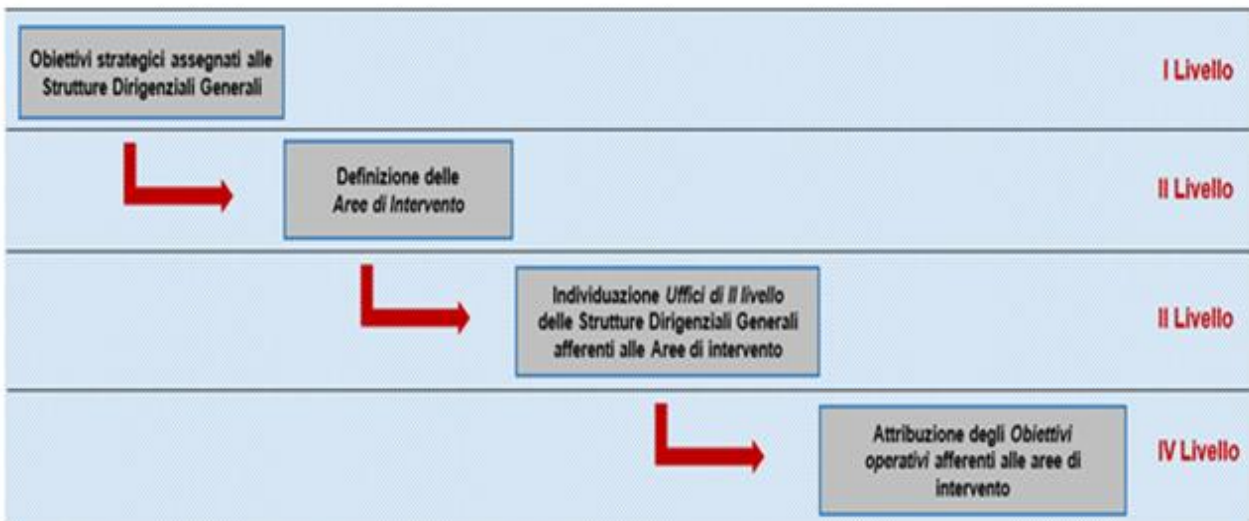 Obiettivi strategici assegnati alle
Strutture Dirigenziali Generali
I Livello
Definizione delle
Aree di Intervento
II Livello
Individuazione Uffici di II livello
delle Strutture Dirigenziali Generali
afferenti alle Aree di intervento
II Livello
Attribuzione degli Obiettivi
operativi afferenti alle aree di
intervento
IV Livello